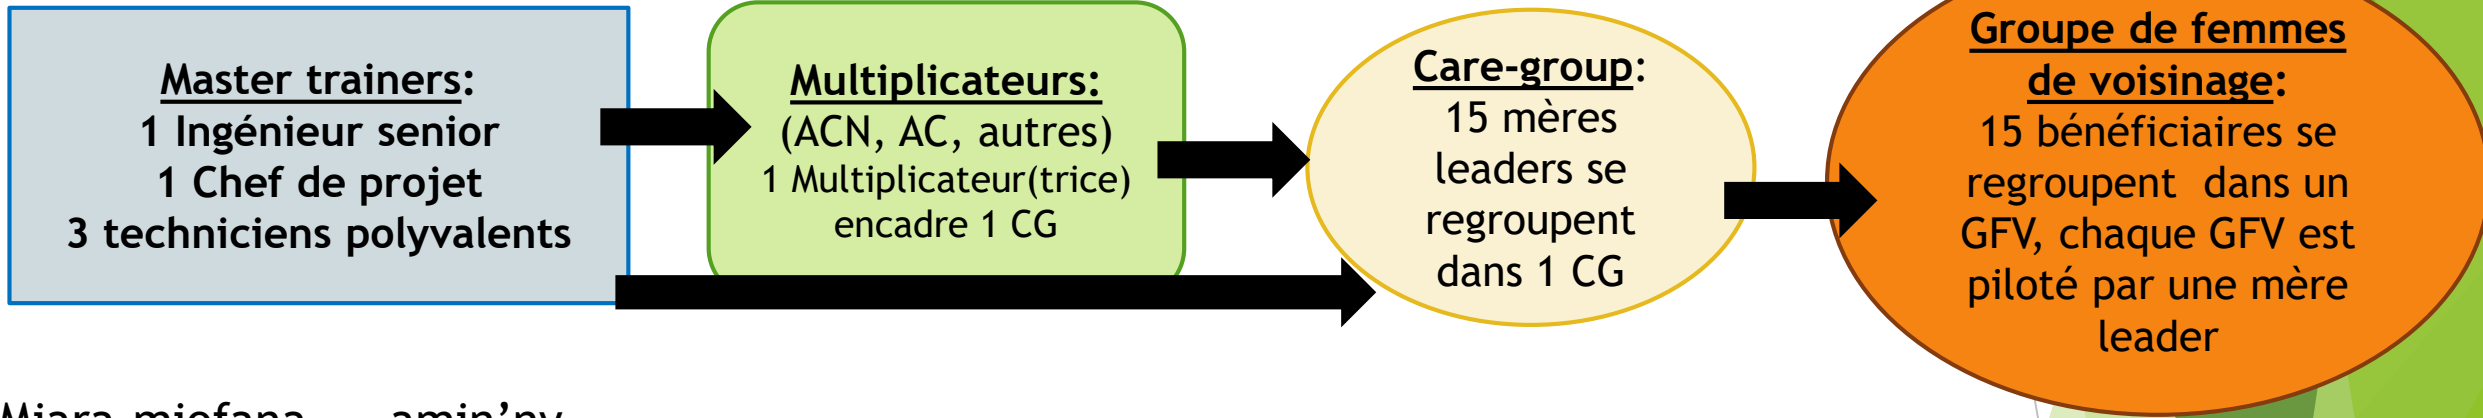 Master trainers:
1 Ingénieur senior
1 Chef de projet
3 techniciens polyvalents
Multiplicateurs:
(ACN, AC, autres)
1 Multiplicateur(trice)
encadre 1 CG
Care-group:
15 mères
leaders se
regroupent
dans 1 CG
Groupe de femmes
de voisinage:
15 bénéficiaires se
regroupent dans un
GFV, chaque GFV est
piloté par une mère
leader